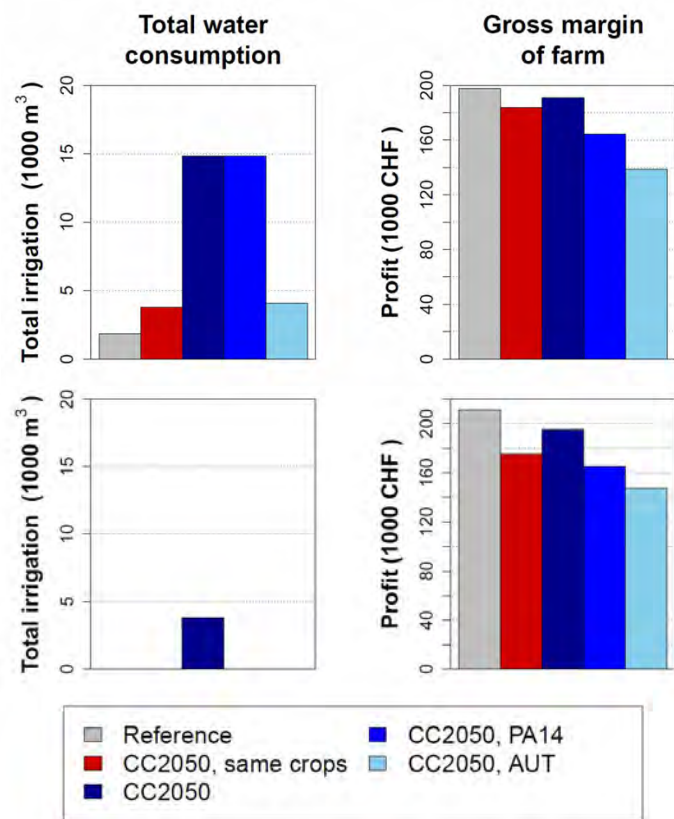 Total water
consumption
Gross margin
of farm
Total irrigation (1000 m³)
0 5 10 15 20
Profit (1000 CHF )
0 40 80 120 160 200
Total irrigation (1000 m³)
0 5 10 15 20
Profit (1000 CHF )
0 40 80 120 160 200
Reference
CC2050, same crops
CC2050
CC2050, PA14
CC2050, AUT